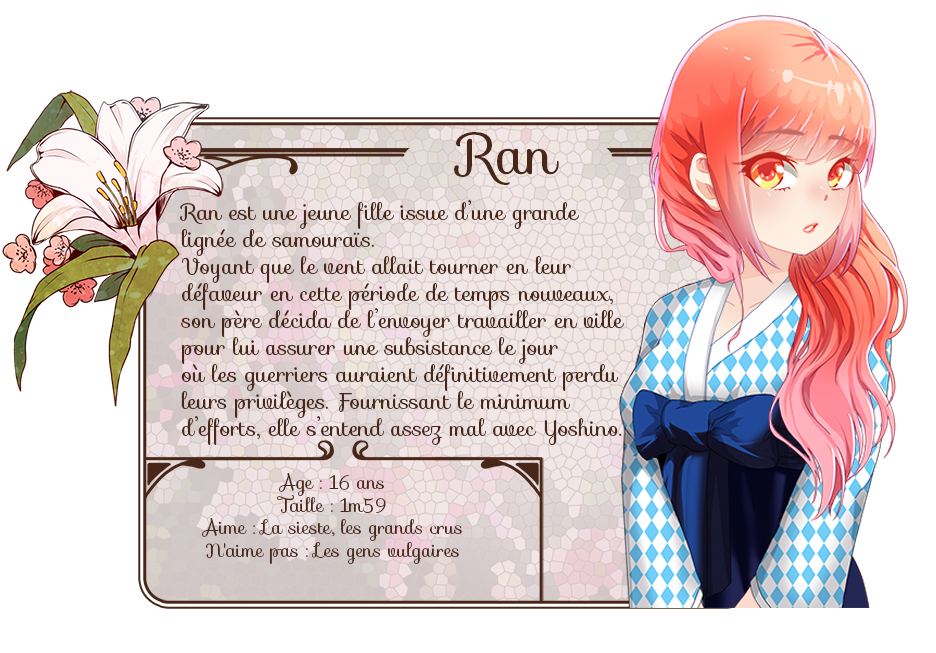 Ran
Ran est une jeune fille issue d'une grande
lignée de samouraïs.
Voyant que le vent allait tourner en leur
défaveur en cette période de temps nouveaux,
son père décida de l'envoyer travailler en ville
pour lui assurer une subsistance le jour
où les guerriers auraient définitivement perdu
leurs privilèges. Fournissant le minimum
d'efforts, elle s'entend assez mal avec Yoshino.
Age : 16 ans
Taille : 1m59
Aime : La sieste, les grands crus
N'aime pas : Les gens vulgaires